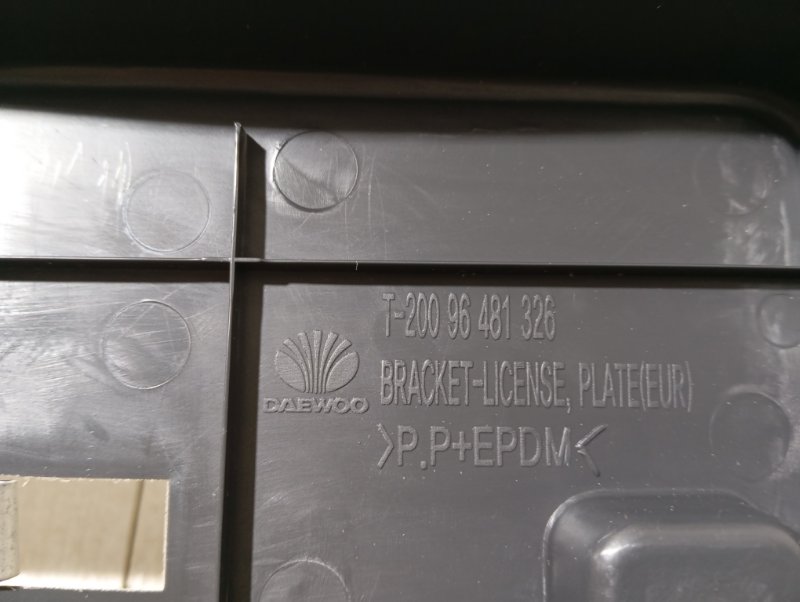 T-200 96 481 326
DAEWOO
BRACKET-LICENSE, PLATE(EUR)
>P.P+EPDM<